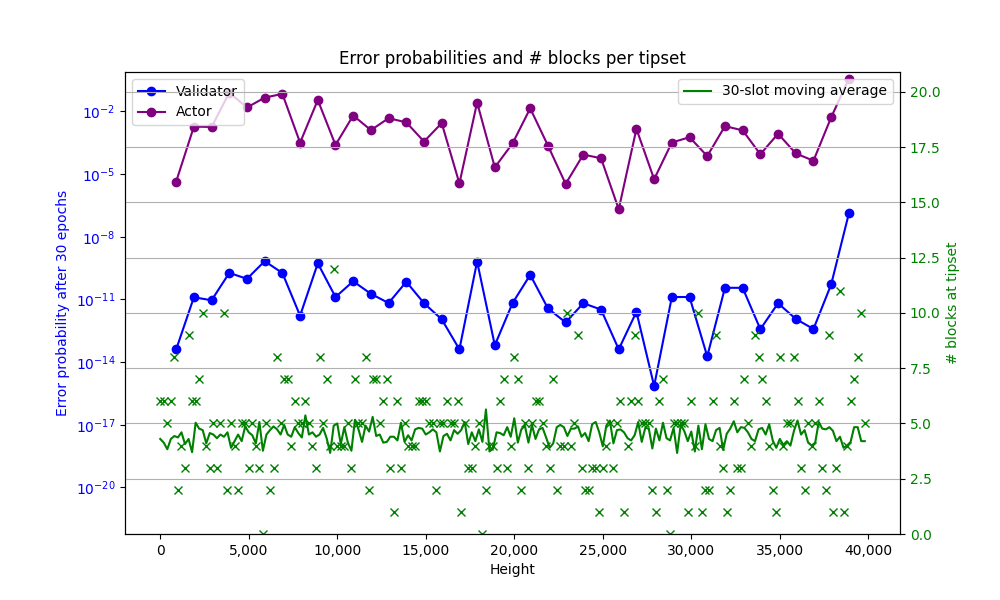 Error probabilities and # blocks per tipset
Validator
Actor
30-slot moving average
10⁻²
10⁻⁵
10⁻⁸
10⁻¹¹
10⁻¹⁴
10⁻¹⁷
10⁻²⁰
Error probability after 30 epochs
20.0
17.5
15.0
12.5
10.0
7.5
5.0
2.5
0.0
# blocks at tipset
0 5,000 10,000 15,000 20,000 25,000 30,000 35,000 40,000
Height